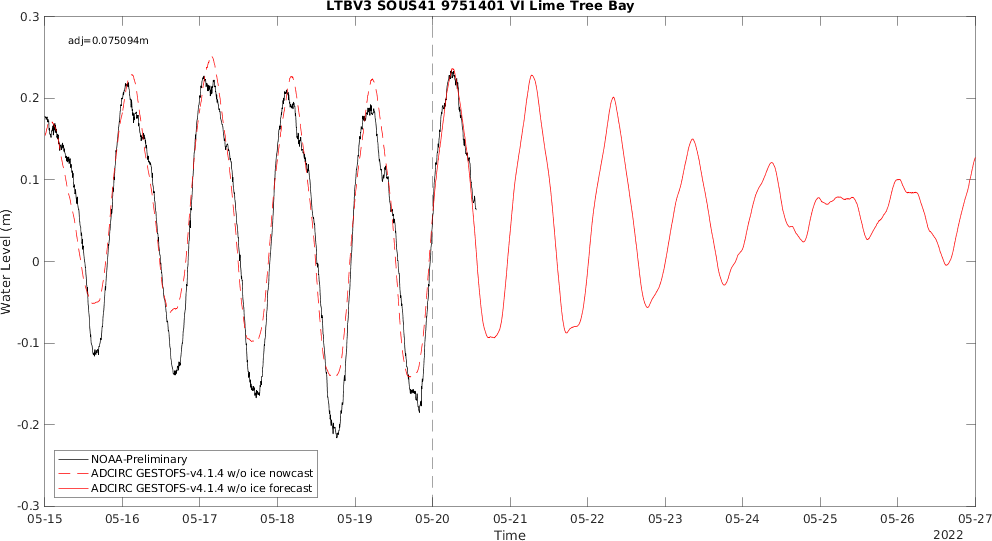 LTBV3 SOUS41 9751401 VI Lime Tree Bay
adj=0.075094m
0.3
0.2
0.1
0
-0.1
-0.2
-0.3
Water Level (m)
NOAA-Preliminary
ADCIRC GESTOFS-v4.1.4 w/o ice nowcast
ADCIRC GESTOFS-v4.1.4 w/o ice forecast
05-15 05-16 05-17 05-18 05-19 05-20 05-21 05-22 05-23 05-24 05-25 05-26 05-27
Time
2022